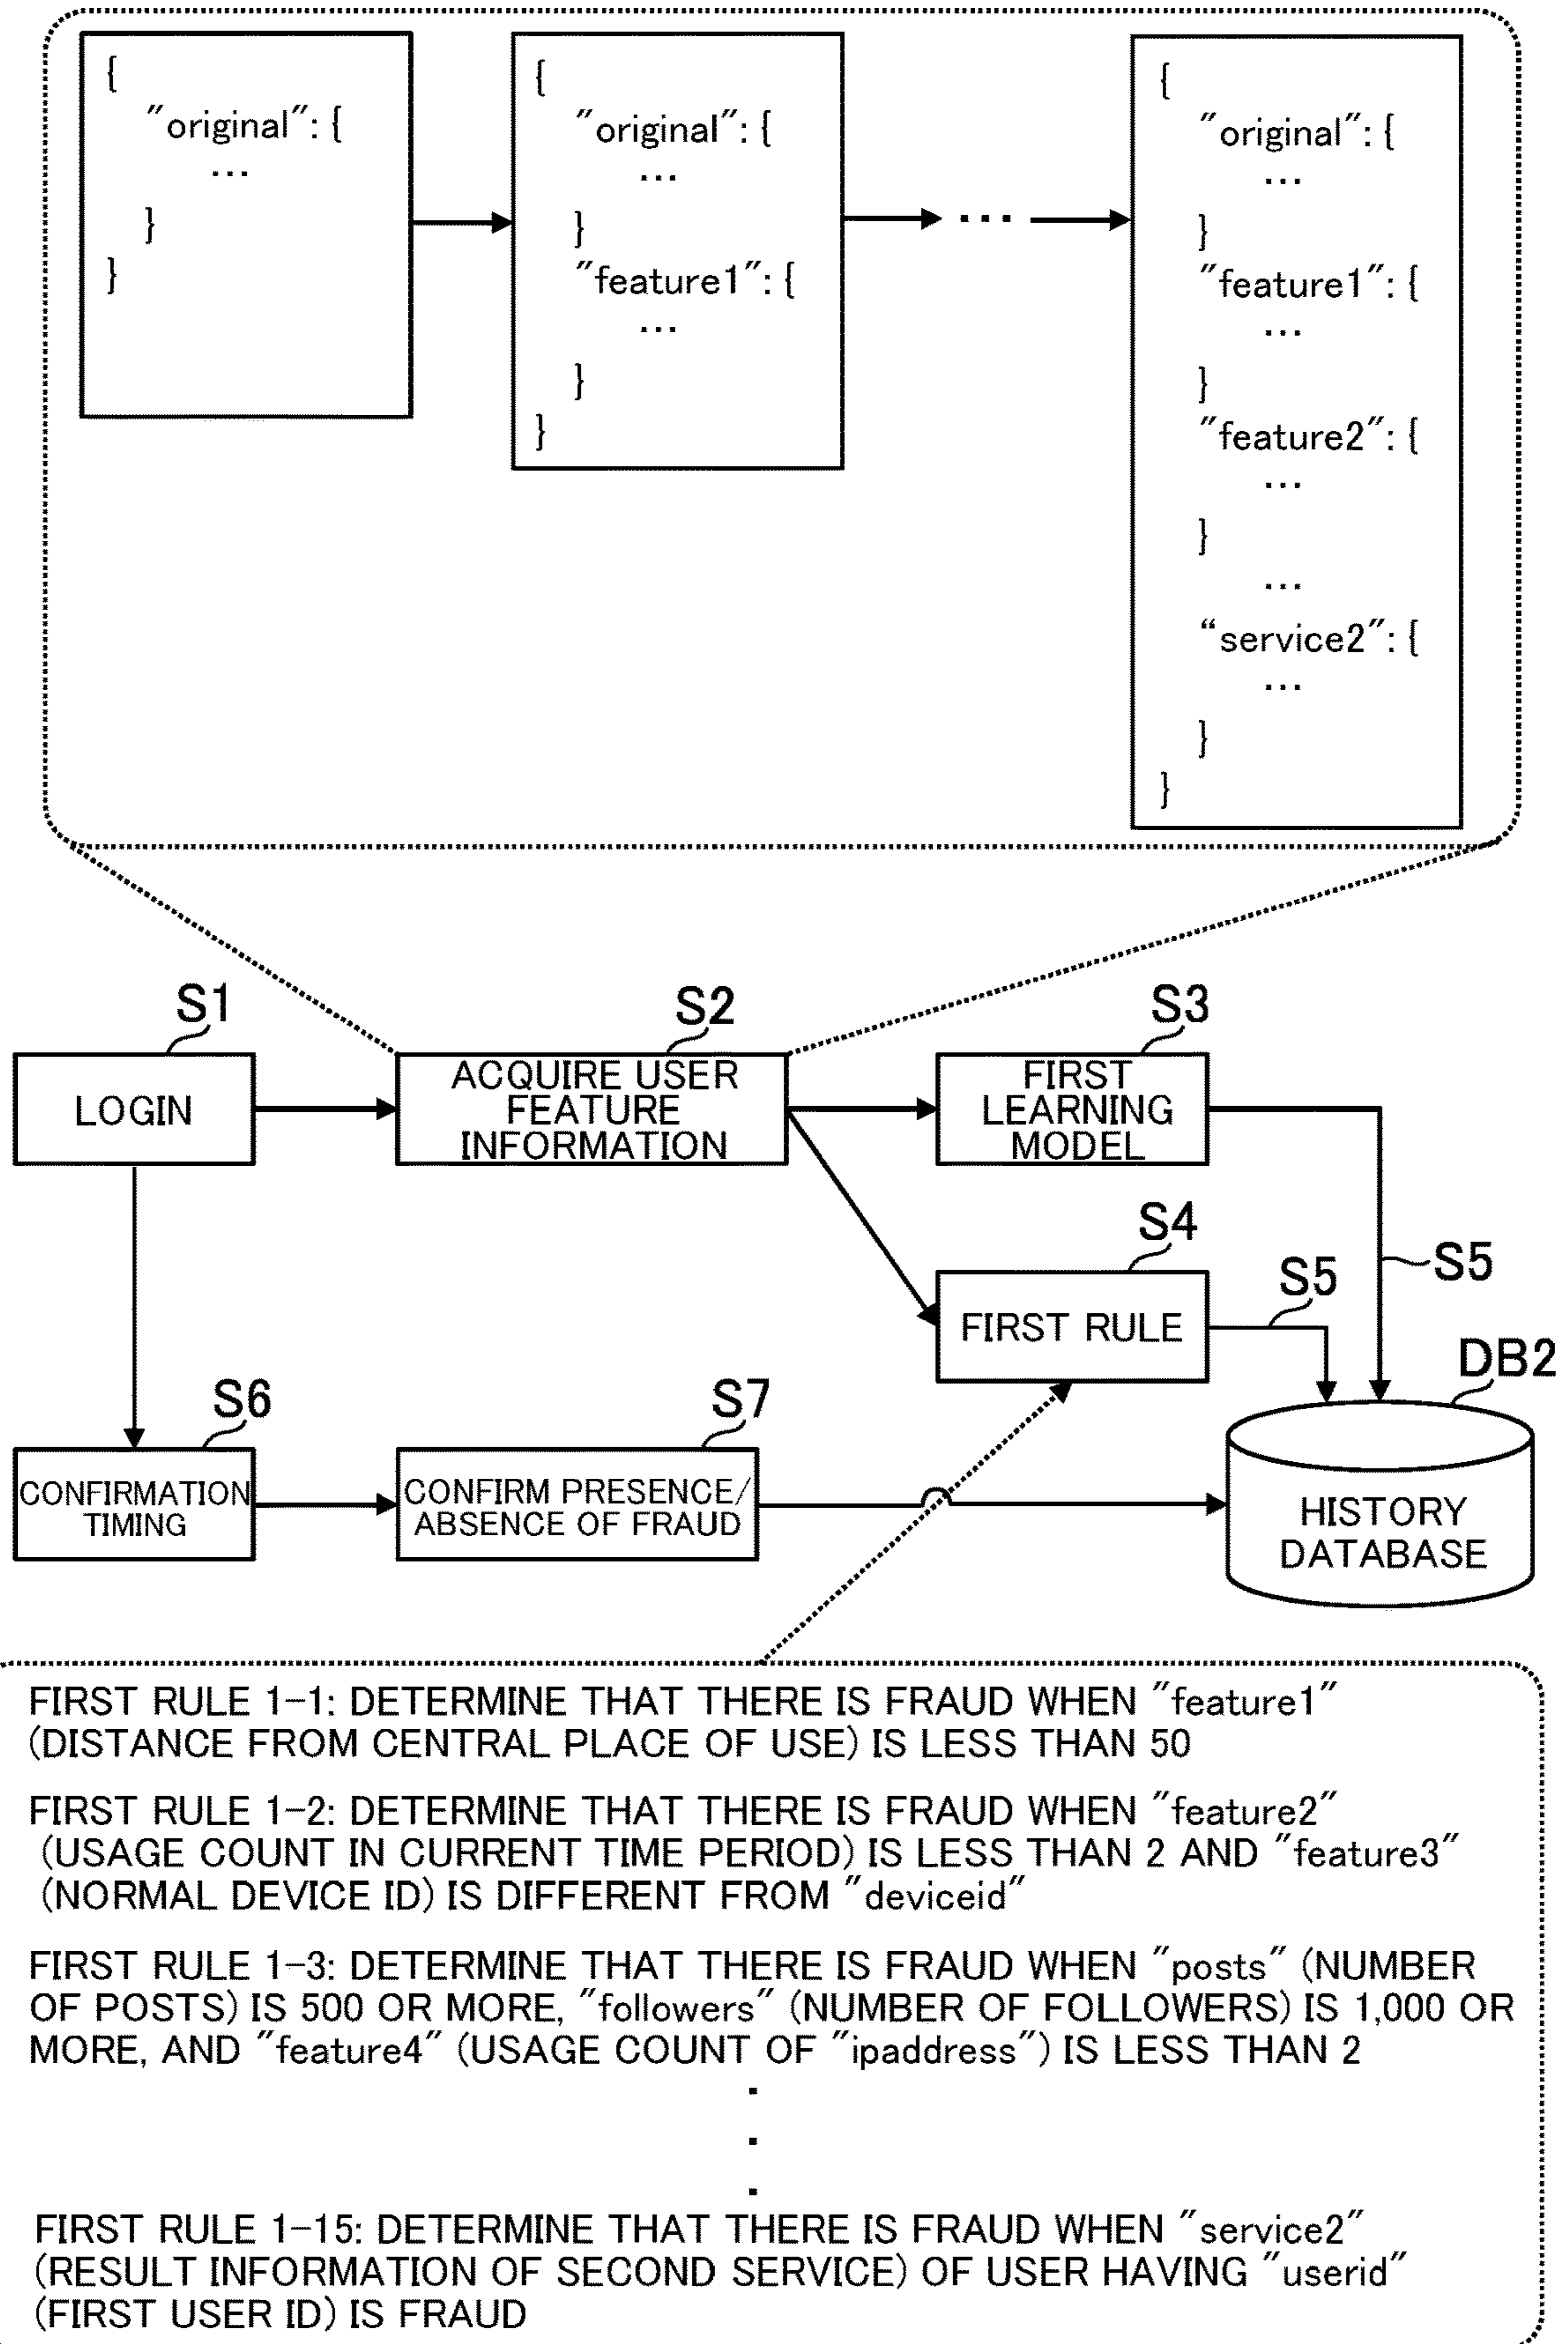 {
"original": {
...
}
}
{
"original": {
...
}
"feature1": {
...
}
}
...
{
"original": {
...
}
"feature1": {
...
}
"feature2": {
...
}
...
“service2": {
...
}
}
S1
LOGIN
S2
ACQUIRE USER
FEATURE
INFORMATION
S3
FIRST
LEARNING
MODEL
S4
FIRST RULE
S5
S5
DB2
HISTORY
DATABASE
S6
CONFIRMATION
TIMING
S7
CONFIRM PRESENCE/
ABSENCE OF FRAUD
FIRST RULE 1-1: DETERMINE THAT THERE IS FRAUD WHEN "feature1"
(DISTANCE FROM CENTRAL PLACE OF USE) IS LESS THAN 50
FIRST RULE 1-2: DETERMINE THAT THERE IS FRAUD WHEN "feature2"
(USAGE COUNT IN CURRENT TIME PERIOD) IS LESS THAN 2 AND "feature3"
(NORMAL DEVICE ID) IS DIFFERENT FROM "deviceid"
FIRST RULE 1-3: DETERMINE THAT THERE IS FRAUD WHEN "posts" (NUMBER
OF POSTS) IS 500 OR MORE, "followers" (NUMBER OF FOLLOWERS) IS 1,000 OR
MORE, AND "feature4" (USAGE COUNT OF "ipaddress") IS LESS THAN 2
.
.
.
FIRST RULE 1-15: DETERMINE THAT THERE IS FRAUD WHEN "service2"
(RESULT INFORMATION OF SECOND SERVICE) OF USER HAVING "userid"
(FIRST USER ID) IS FRAUD